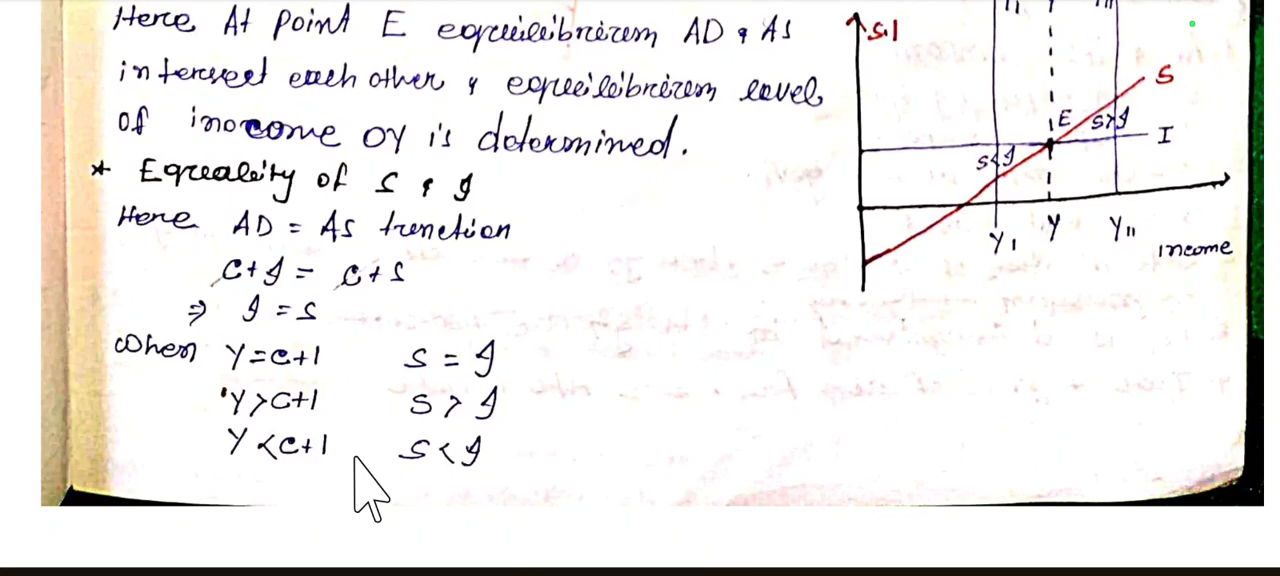 Here At point E equilibrium AD & AS
intersect each other & equilibrium level
of income OY is determined.
* Equality of S & I
Here AD = AS function
C+I = C+S
⇒ I = S
When Y=C+I S = I
Y>C+I S > I
Y<C+I S < I
S.I
S
E
S>I
I
S<I
Y₁
Y
Y₁₁
income